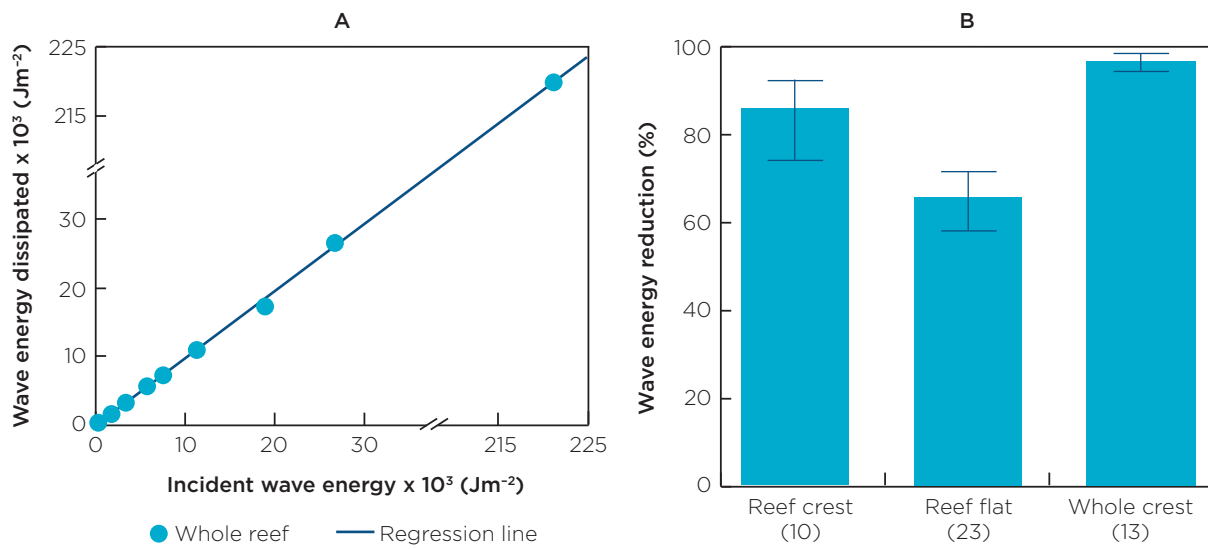 A
Wave energy dissipated x 10³ (Jm⁻²)
225
215
30
20
10
0
0
10
20
30
215
225
Incident wave energy x 10³ (Jm⁻²)
Whole reef
Regression line
B
Wave energy reduction (%)
100
80
60
40
20
0
Reef crest
(10)
Reef flat
(23)
Whole crest
(13)